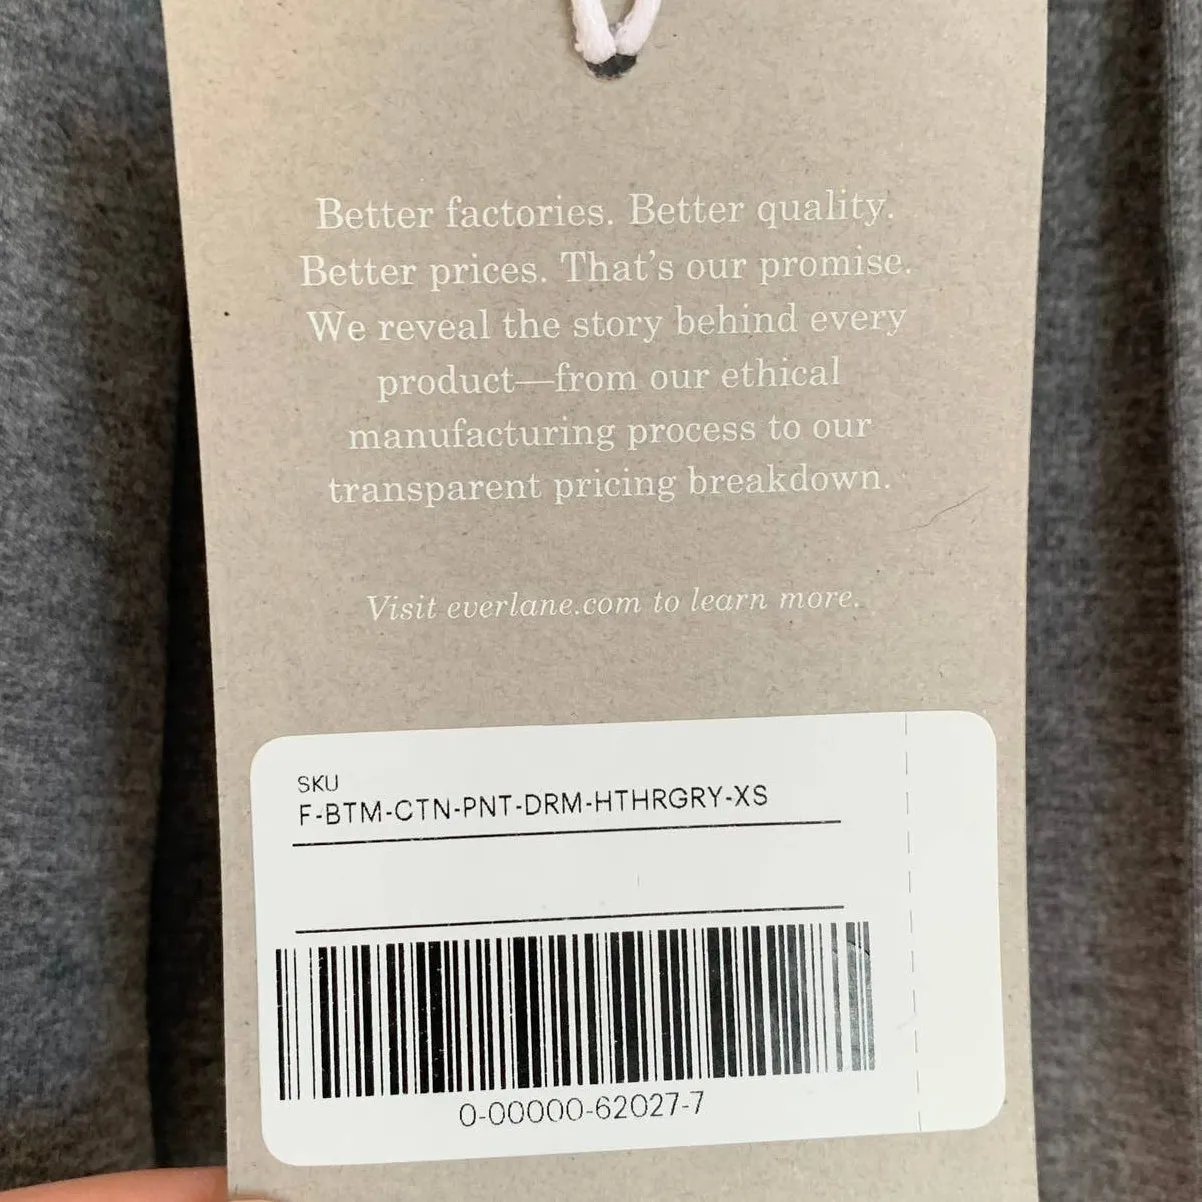 Better factories. Better quality.
Better prices. That's our promise.
We reveal the story behind every
product—from our ethical
manufacturing process to our
transparent pricing breakdown.
Visit everlane.com to learn more.
SKU
F-BTM-CTN-PNT-DRM-HTHRGRY-XS
0-00000-62027-7